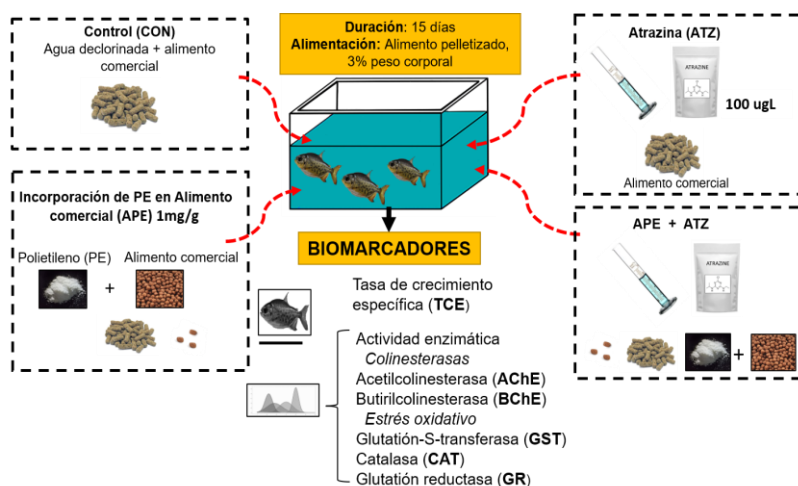 Control (CON)
Agua declorinada + alimento
comercial
Duración: 15 días
Alimentación: Alimento pelletizado,
3% peso corporal
Atrazina (ATZ)
ATRAZINE
100 ugL
Alimento comercial
Incorporación de PE en Alimento
comercial (APE) 1mg/g
Polietileno (PE)
Alimento comercial
+
APE + ATZ
ATRAZINE
+
BIOMARCADORES
Tasa de crecimiento
específica (TCE)
Actividad enzimática
Colinesterasas
Acetilcolinesterasa (AChE)
Butirilcolinesterasa (BChE)
Estrés oxidativo
Glutatión-S-transferasa (GST)
Catalasa (CAT)
Glutatión reductasa (GR)